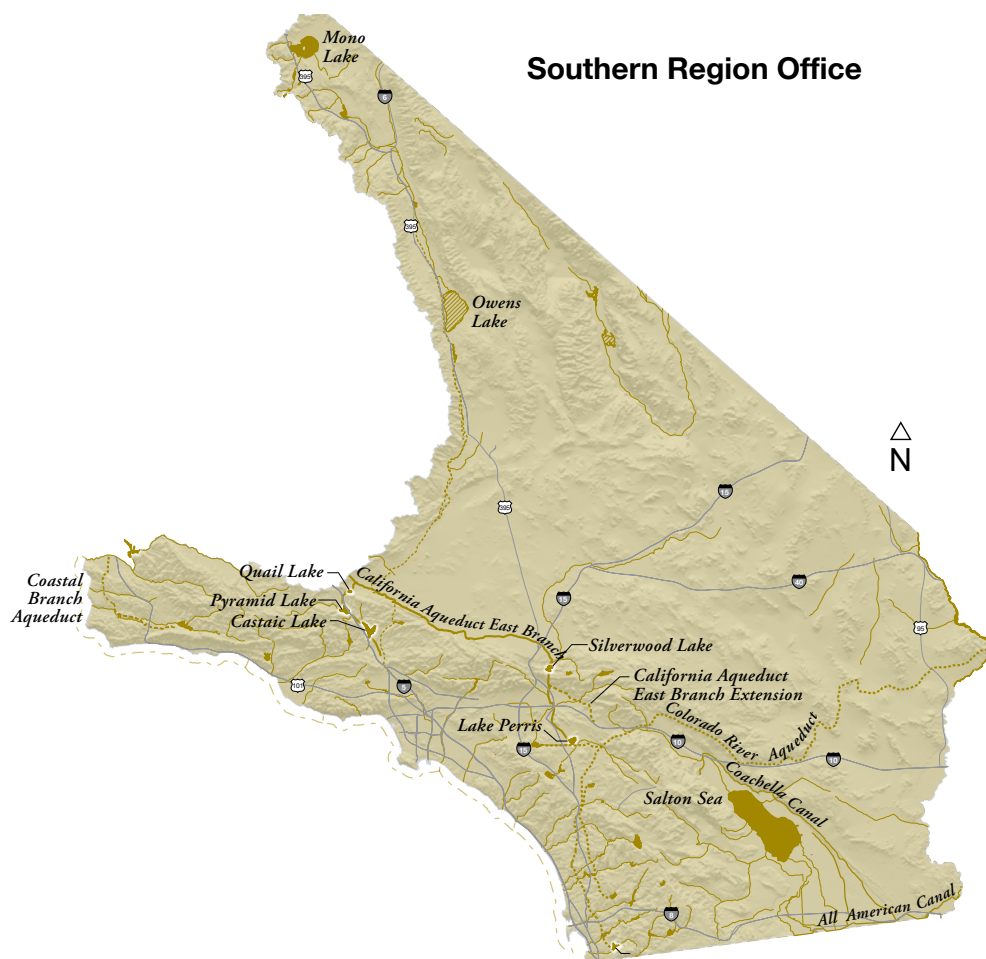 Southern Region Office
Mono
Lake
395
6
395
Owens
Lake
N
15
395
40
15
95
Coastal
Branch
Aqueduct
Quail Lake
Pyramid Lake
Castaic Lake
California Aqueduct East Branch
Silverwood Lake
California Aqueduct
East Branch Extension
101
5
Lake Perris
15
Colorado River Aqueduct
10
10
Coachella Canal
Salton Sea
8
All American Canal